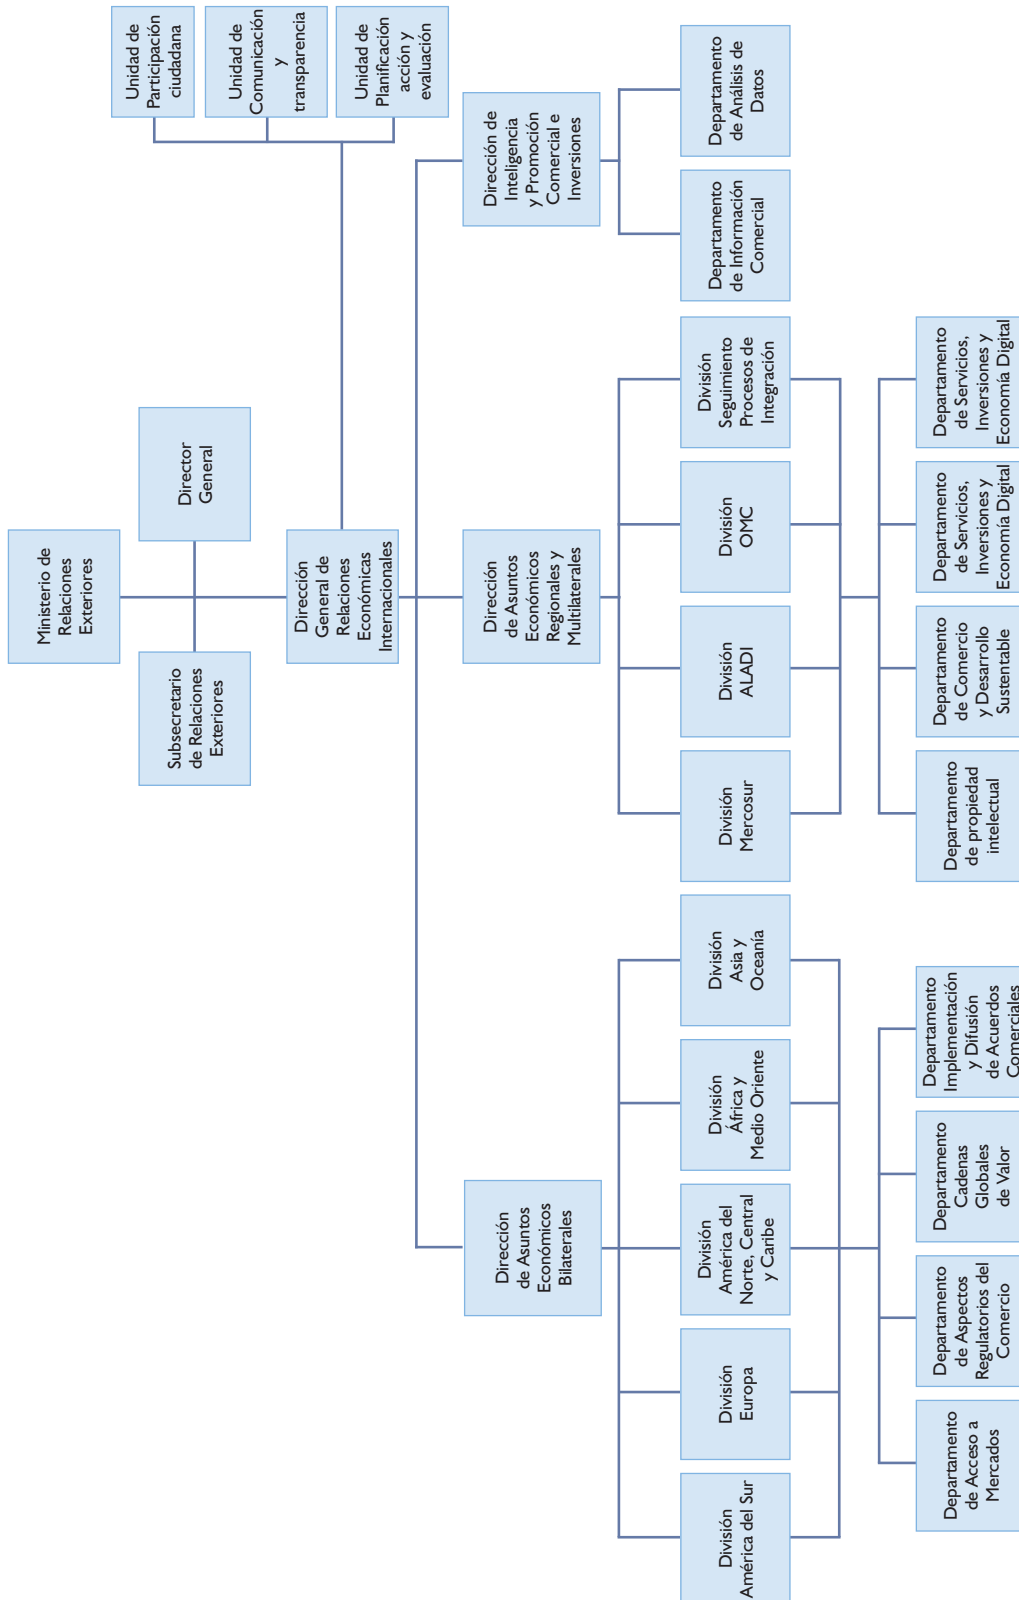 Ministerio de
Relaciones
Exteriores
Subsecretario
de Relaciones
Exteriores
Director
General
Dirección
General de
Relaciones
Económicas
Internacionales
Unidad de
Participación
ciudadana
Unidad de
Comunicación
y
transparencia
Unidad de
Planificación
acción y
evaluación
Dirección
de Asuntos
Económicos
Bilaterales
Dirección
de Asuntos
Económicos
Regionales y
Multilaterales
Dirección de
Inteligencia
y Promoción
Comercial e
Inversiones
División
América del Sur
División
Europa
División
América del
Norte, Central
y Caribe
División
África y
Medio Oriente
División
Asia y
Oceanía
División
Mercosur
División
ALADI
División
OMC
División
Seguimiento
Procesos de
Integración
Departamento
de Información
Comercial
Departamento
de Análisis de
Datos
Departamento
de Acceso a
Mercados
Departamento
de Aspectos
Regulatorios del
Comercio
Departamento
Cadenas
Globales
de Valor
Departamento
Implementación
y Difusión
de Acuerdos
Comerciales
Departamento
de propiedad
intelectual
Departamento
de Comercio
y Desarrollo
Sustentable
Departamento
de Servicios,
Inversiones y
Economía Digital
Departamento
de Servicios,
Inversiones y
Economía Digital